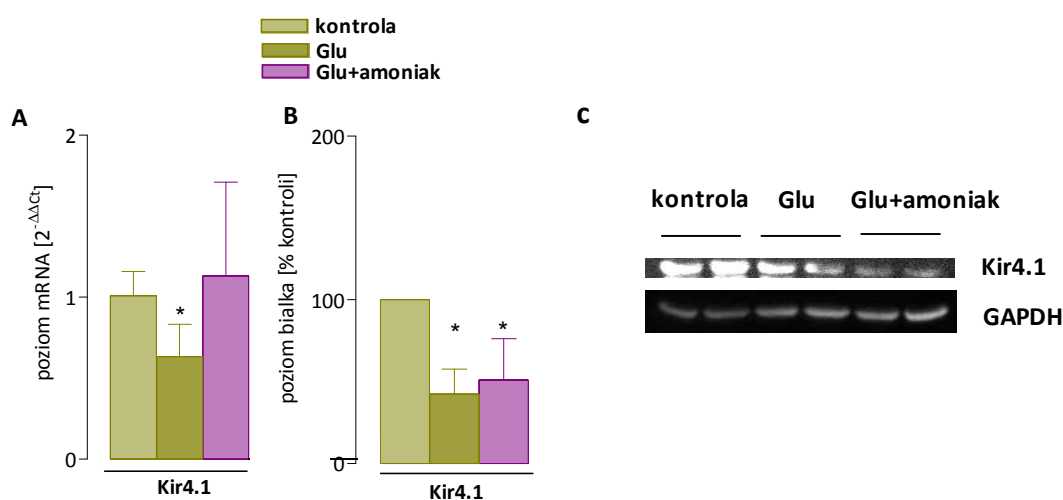 kontrola
Glu
Glu+amoniak
A
2
1
0
poziom mRNA [2-ΔΔCt]
*
Kir4.1
B
200
100
0
poziom bialka [% kontroli]
* *
Kir4.1
C
kontrola Glu Glu+amoniak
Kir4.1
GAPDH